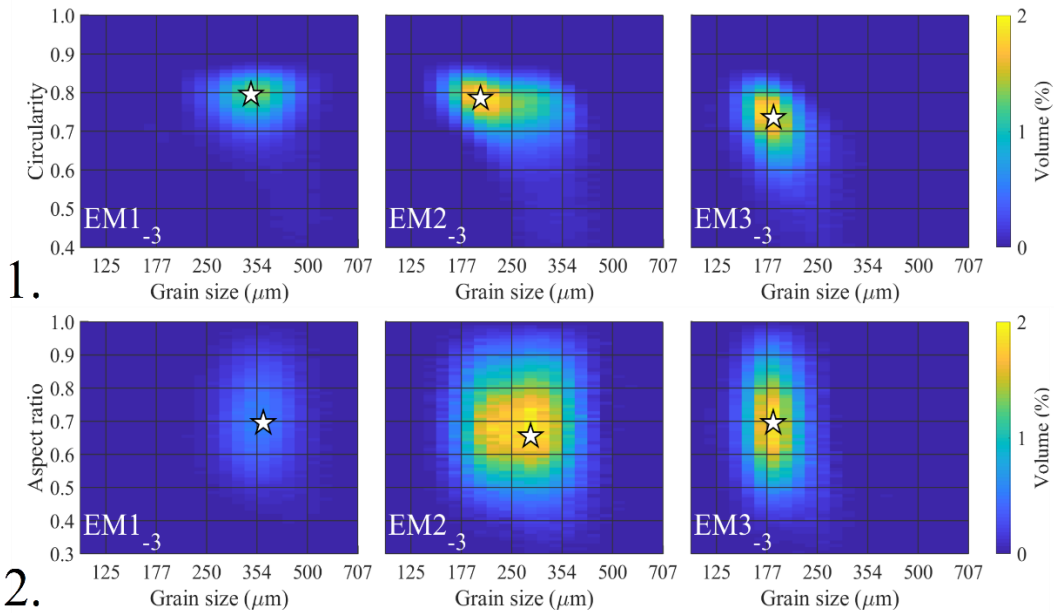 1.0
0.9
0.8
0.7
0.6
0.5
0.4
Circularity
EM1-3
EM2-3
EM3-3
125 177 250 354 500 707
125 177 250 354 500 707
125 177 250 354 500 707
Grain size (μm)
Grain size (μm)
Grain size (μm)
2
1
0
Volume (%)
1.
1.0
0.9
0.8
0.7
0.6
0.5
0.4
0.3
Aspect ratio
EM1-3
EM2-3
EM3-3
125 177 250 354 500 707
125 177 250 354 500 707
125 177 250 354 500 707
Grain size (μm)
Grain size (μm)
Grain size (μm)
2
1
0
Volume (%)
2.